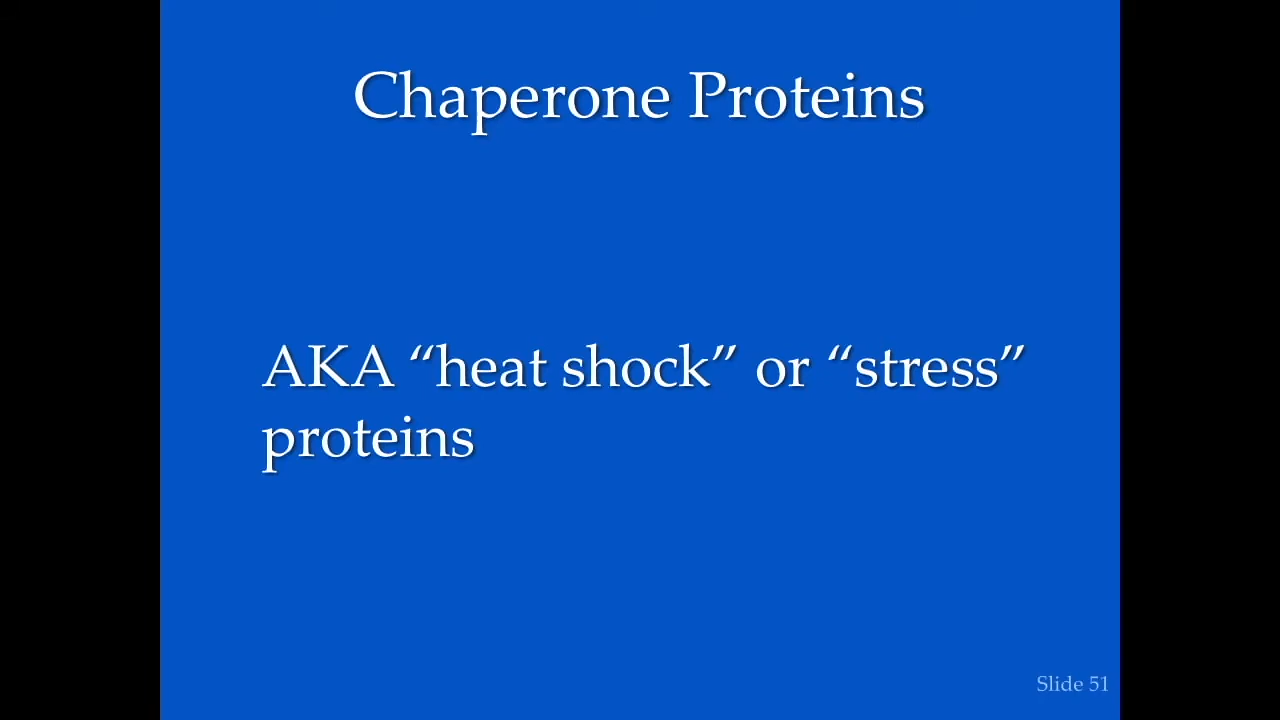 Chaperone Proteins
AKA “heat shock” or “stress”
proteins
Slide 51